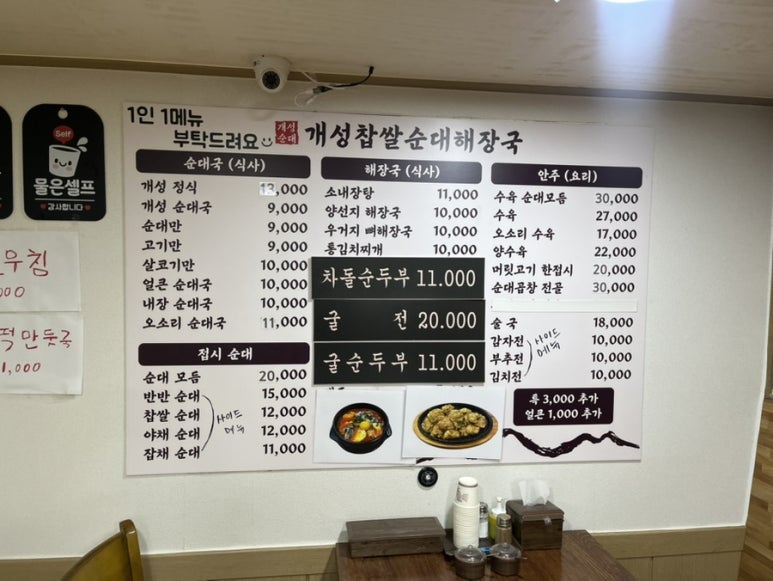 1인 1메뉴
부탁드려요
개성
순대
개성찹쌀순대해장국
Self
물은셀프
감사합니다
순대국 (식사)
개성 정식 13,000
개성 순대국 9,000
순대만 9,000
고기만 9,000
살코기만 10,000
얼큰 순대국 10,000
내장 순대국 10,000
오소리 순대국 11,000
접시 순대
순대 모듬 20,000
반반 순대 15,000
찹쌀 순대 12,000
야채 순대 12,000
잡채 순대 11,000
사이드
메뉴
해장국 (식사)
소내장탕 11,000
양선지 해장국 10,000
우거지 뼈해장국 10,000
통김치찌개 10,000
차돌순두부 11.000
굴 전 20.000
굴순두부 11.000
안주 (요리)
수육 순대모듬 30,000
수육 27,000
오소리 수육 17,000
양수육 22,000
머릿고기 한접시 20,000
순대곱창 전골 30,000
술 국 18,000
감자전 10,000
부추전 10,000
김치전 10,000
사이드
메뉴
특 3,000 추가
얼큰 1,000 추가
무침
000
떡만둣국
1,000